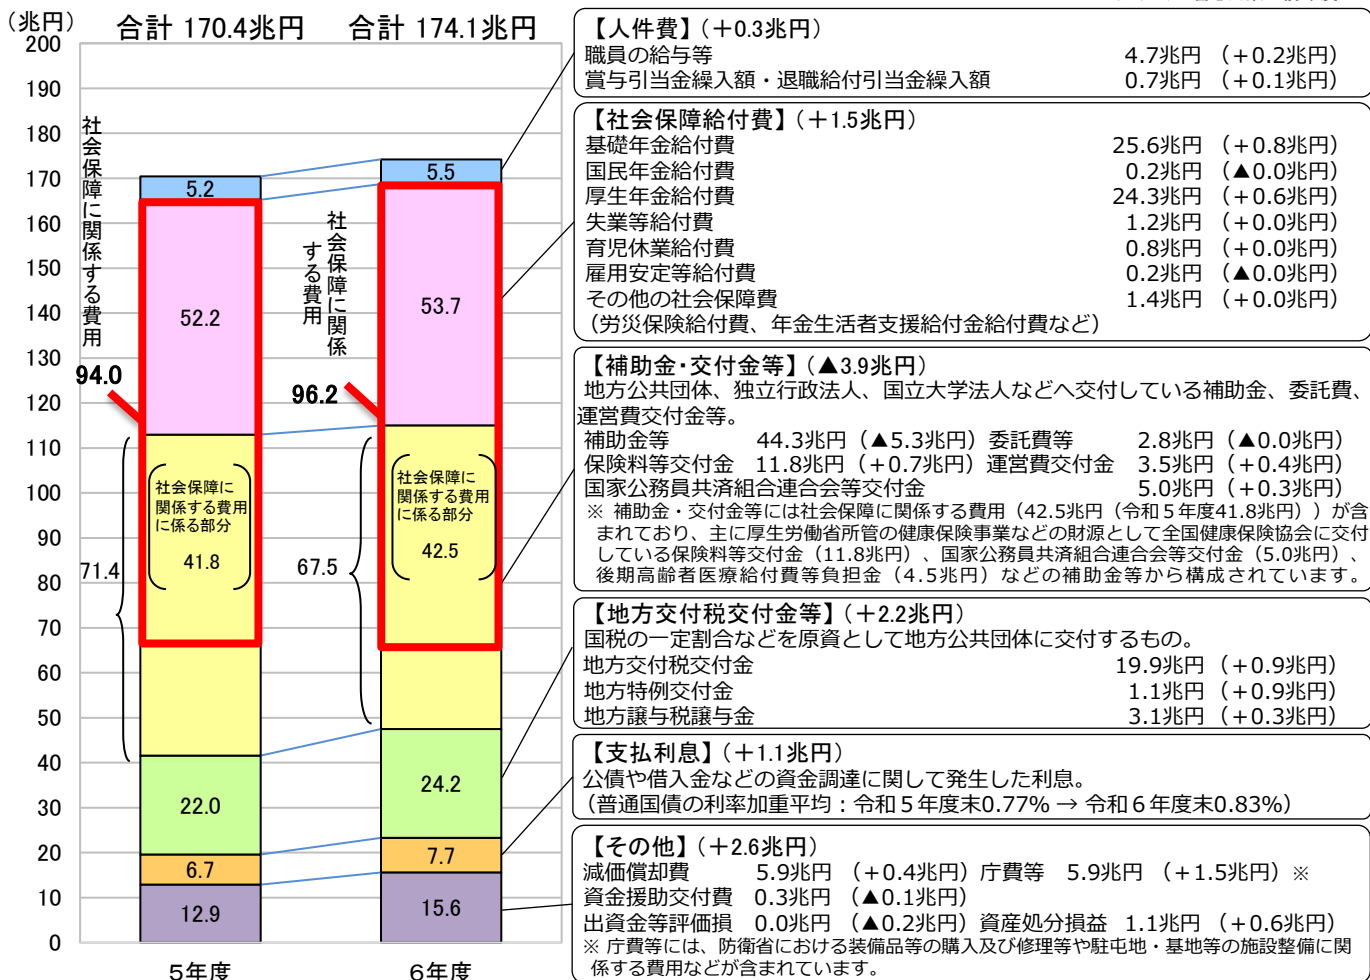 (兆円)
合計 170.4兆円
合計 174.1兆円
200
190
180
170
160
150
140
130
120
110
100
90
80
70
60
50
40
30
20
10
0
社会保障に関係する費用
94.0
71.4
5.2
52.2
社会保障に
関係する費用
に係る部分
41.8
22.0
6.7
12.9
5年度
社会保障に関係
する費用
96.2
67.5
5.5
53.7
社会保障に
関係する費用
に係る部分
42.5
24.2
7.7
15.6
6年度
【人件費】(+0.3兆円)
職員の給与等 4.7兆円 (+0.2兆円)
賞与引当金繰入額・退職給付引当金繰入額 0.7兆円 (+0.1兆円)
【社会保障給付費】(+1.5兆円)
基礎年金給付費 25.6兆円 (+0.8兆円)
国民年金給付費 0.2兆円 (▲0.0兆円)
厚生年金給付費 24.3兆円 (+0.6兆円)
失業等給付費 1.2兆円 (+0.0兆円)
育児休業給付費 0.8兆円 (+0.0兆円)
雇用安定等給付費 0.2兆円 (▲0.0兆円)
その他の社会保障費 1.4兆円 (+0.0兆円)
(労災保険給付費、年金生活者支援給付金給付費など)
【補助金・交付金等】(▲3.9兆円)
地方公共団体、独立行政法人、国立大学法人などへ交付している補助金、委託費、
運営費交付金等。
補助金等 44.3兆円 (▲5.3兆円) 委託費等 2.8兆円 (▲0.0兆円)
保険料等交付金 11.8兆円 (+0.7兆円) 運営費交付金 3.5兆円 (+0.4兆円)
国家公務員共済組合連合会等交付金 5.0兆円 (+0.3兆円)
※ 補助金・交付金等には社会保障に関係する費用(42.5兆円(令和5年度41.8兆円))が含
まれており、主に厚生労働省所管の健康保険事業などの財源として全国健康保険協会に交付
している保険料等交付金(11.8兆円)、国家公務員共済組合連合会等交付金(5.0兆円)、
後期高齢者医療給付費等負担金(4.5兆円)などの補助金等から構成されています。
【地方交付税交付金等】(+2.2兆円)
国税の一定割合などを原資として地方公共団体に交付するもの。
地方交付税交付金 19.9兆円 (+0.9兆円)
地方特例交付金 1.1兆円 (+0.9兆円)
地方譲与税譲与金 3.1兆円 (+0.3兆円)
【支払利息】(+1.1兆円)
公債や借入金などの資金調達に関して発生した利息。
(普通国債の利率加重平均:令和5年度末0.77% → 令和6年度末0.83%)
【その他】(+2.6兆円)
減価償却費 5.9兆円 (+0.4兆円) 庁費等 5.9兆円 (+1.5兆円) ※
資金援助交付費 0.3兆円 (▲0.1兆円)
出資金等評価損 0.0兆円 (▲0.2兆円) 資産処分損益 1.1兆円 (+0.6兆円)
※ 庁費等には、防衛省における装備品等の購入及び修理等や駐屯地・基地等の施設整備に関
係する費用などが含まれています。